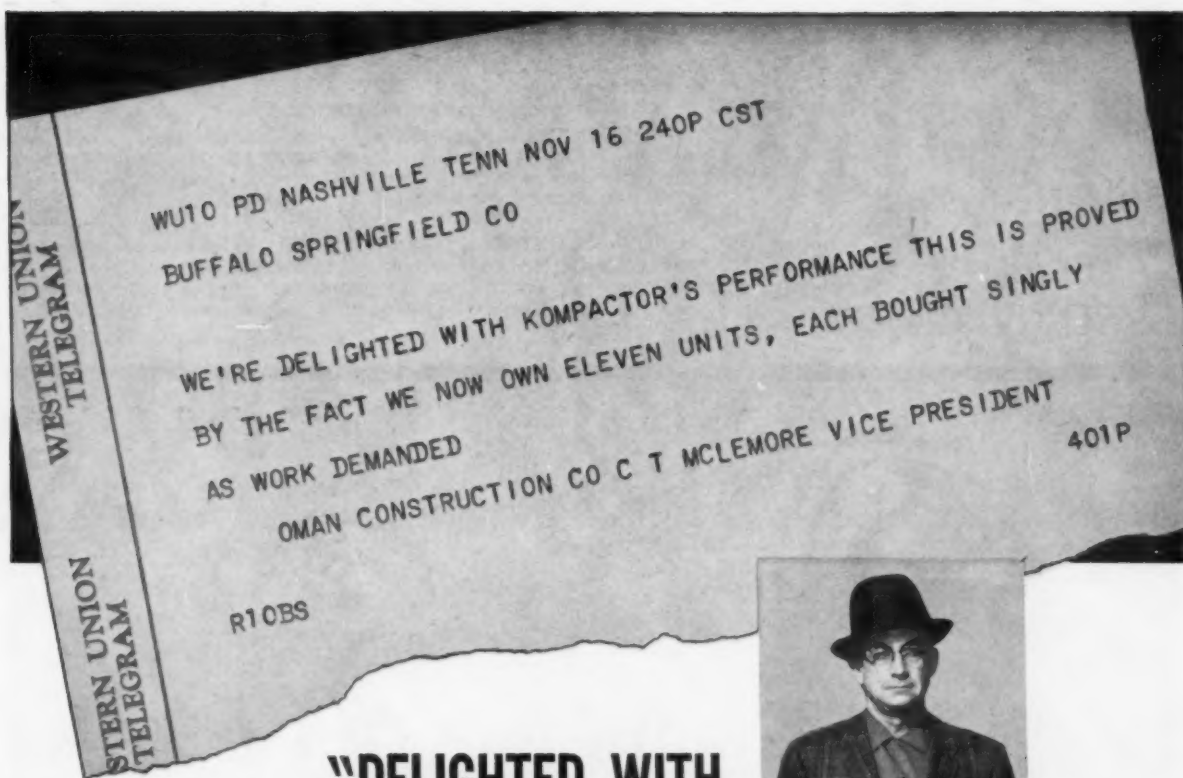 WU10 PD NASHVILLE TENN NOV 16 240P CST
BUFFALO SPRINGFIELD CO
WE'RE DELIGHTED WITH KOMPACTOR'S PERFORMANCE THIS IS PROVED
BY THE FACT WE NOW OWN ELEVEN UNITS, EACH BOUGHT SINGLY
AS WORK DEMANDED
OMAN CONSTRUCTION CO C T MCLEMORE VICE PRESIDENT
401P
R10BS
WESTERN UNION
TELEGRAM
STERN UNION
TELEGRAM
"DELIGHTED WITH